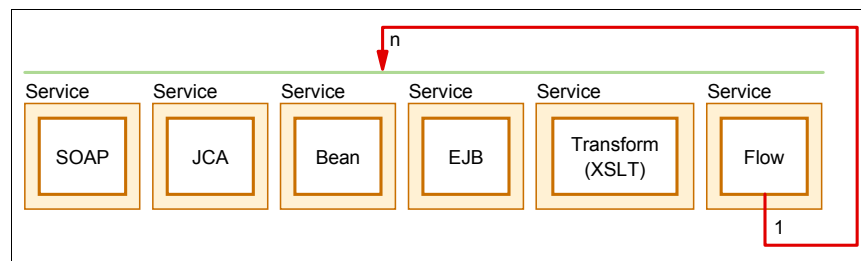 n
Service Service Service Service Service Service
SOAP JCA Bean EJB Transform (XSLT) Flow
1